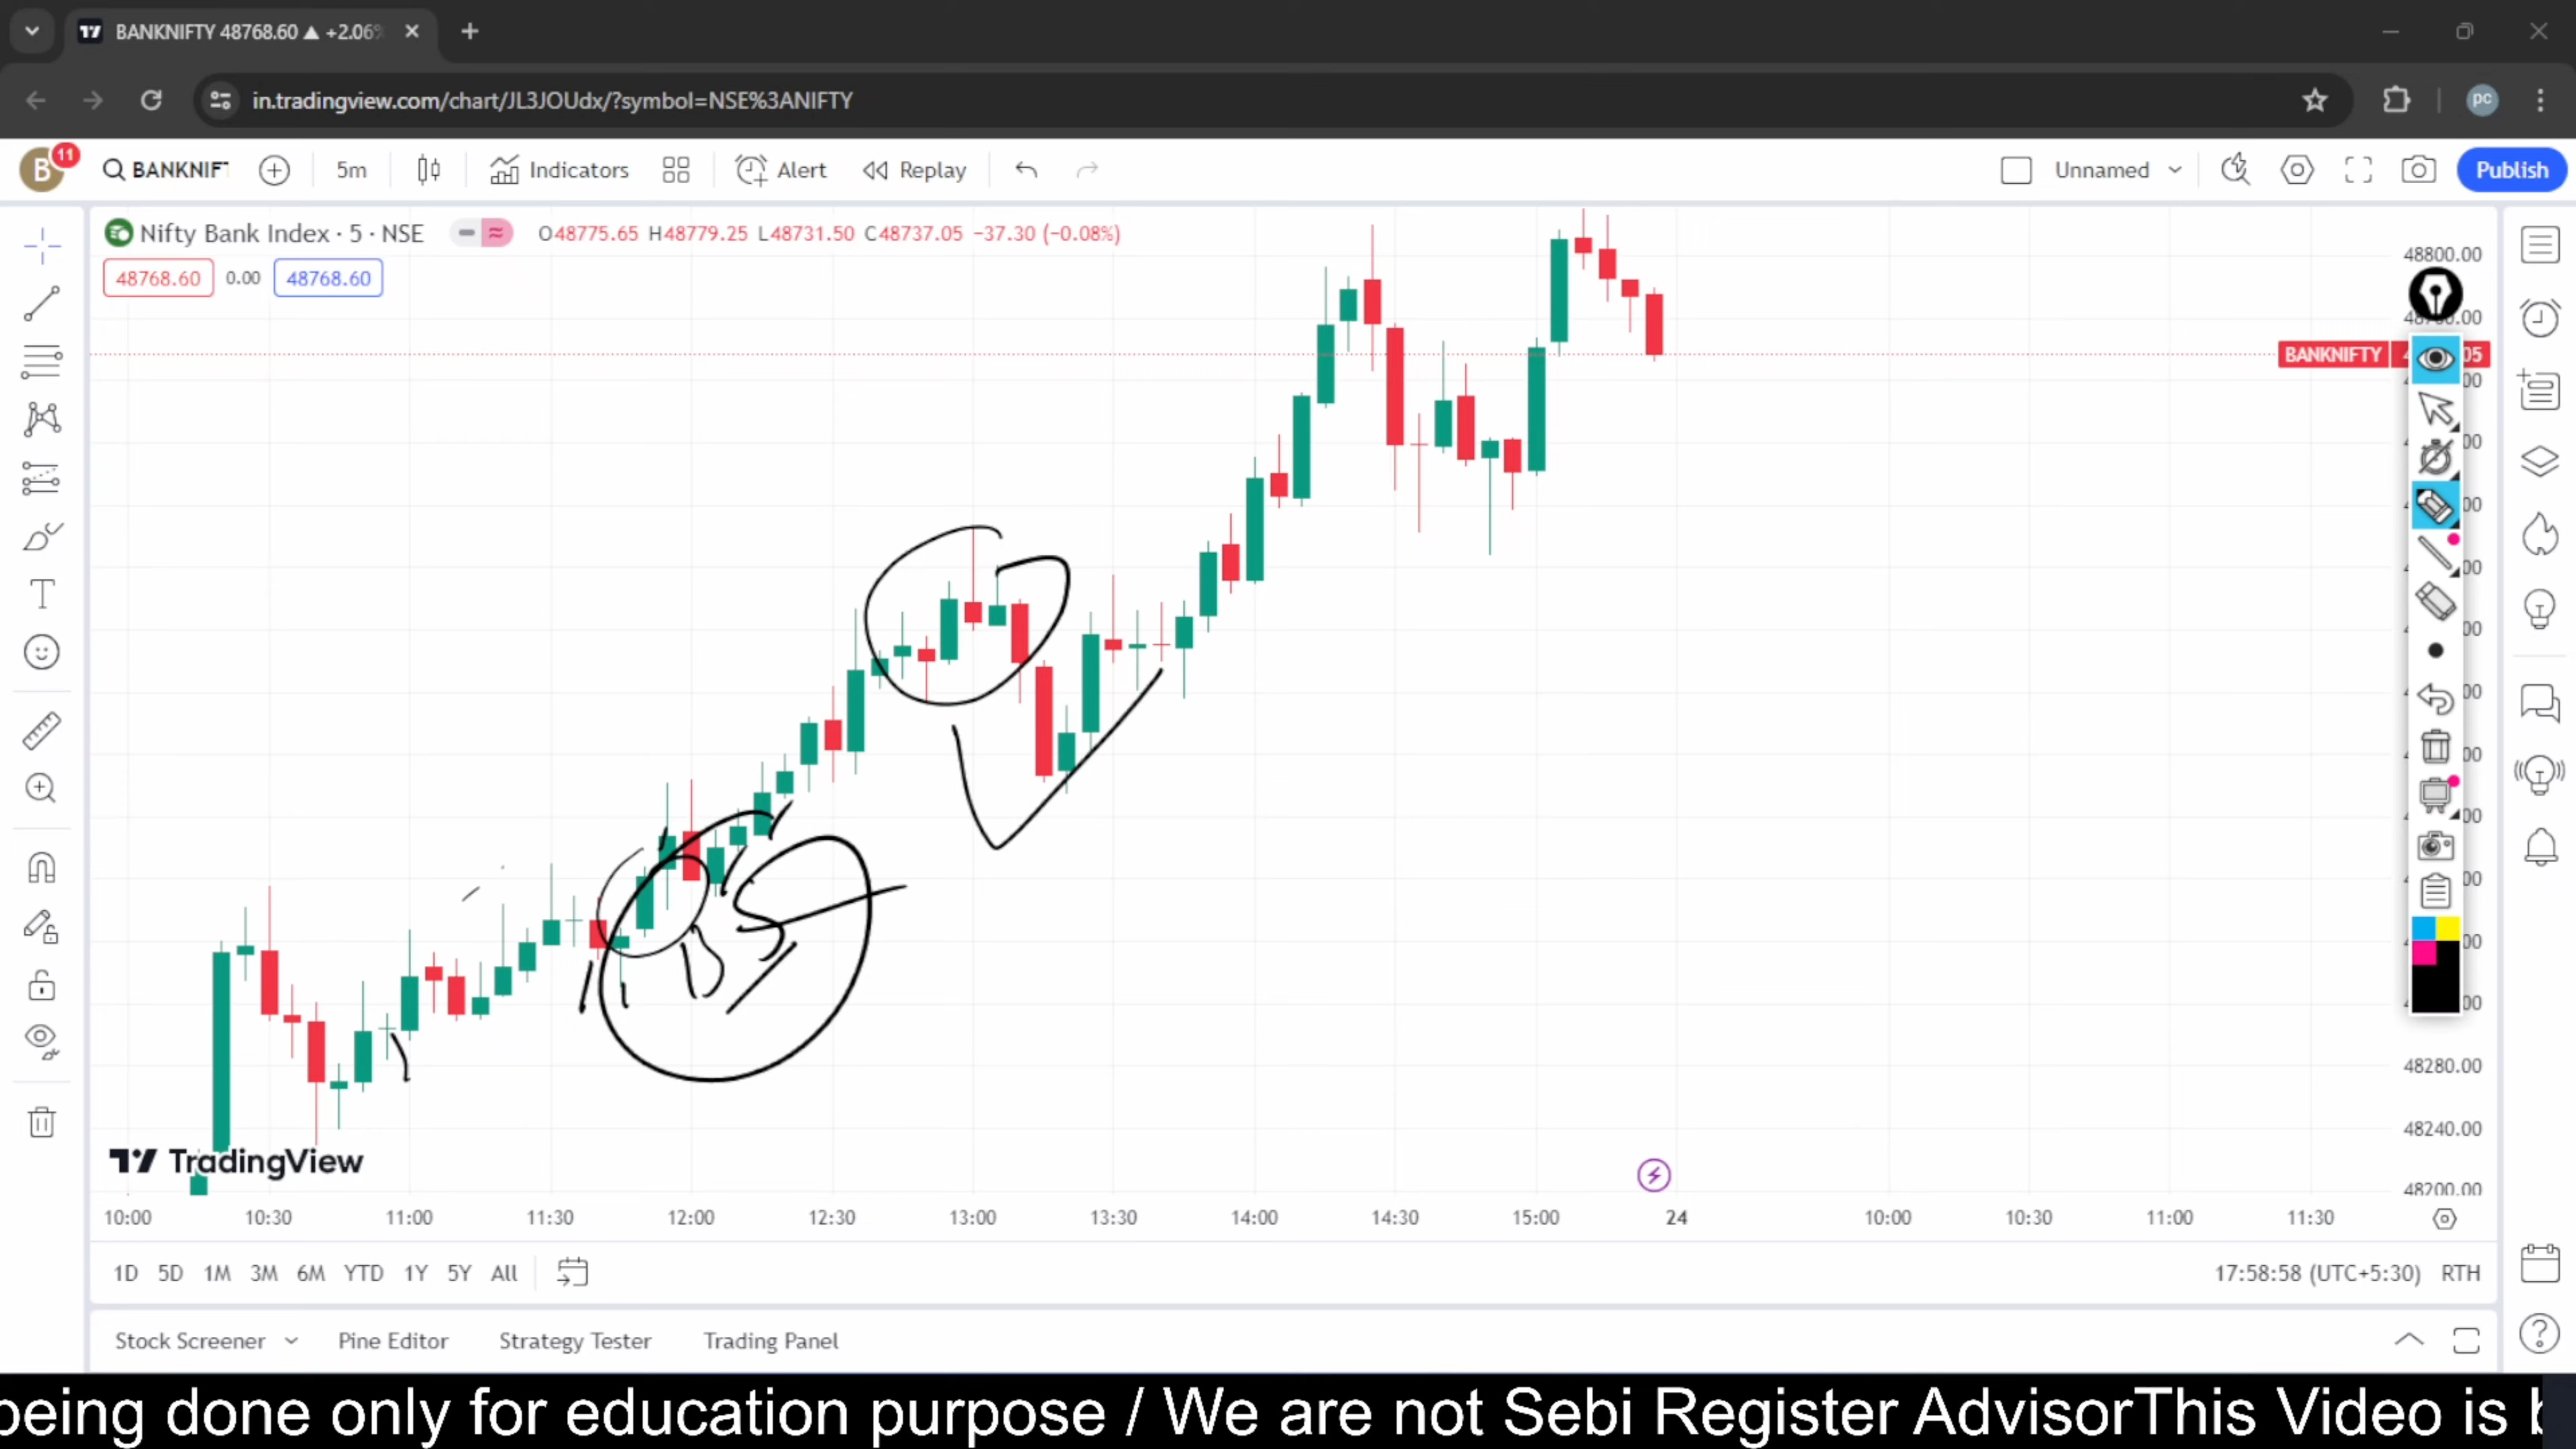 BANKNIFTY 48768.60 ▲ +2.06%
in.tradingview.com/chart/JL3JOUdx/?symbol=NSE%3ANIFTY
pc
B 11 BANKNIFT 5m Indicators Alert Replay Unnamed Publish
Nifty Bank Index · 5 · NSE O48775.65 H48779.25 L48731.50 C48737.05 −37.30 (−0.08%)
48768.60 0.00 48768.60
48800.00
BANKNIFTY
48280.00
48240.00
48200.00
TradingView
10:00 10:30 11:00 11:30 12:00 12:30 13:00 13:30 14:00 14:30 15:00 24 10:00 10:30 11:00 11:30
1D 5D 1M 3M 6M YTD 1Y 5Y All 17:58:58 (UTC+5:30) RTH
Stock Screener Pine Editor Strategy Tester Trading Panel
being done only for education purpose / We are not Sebi Register AdvisorThis Video is